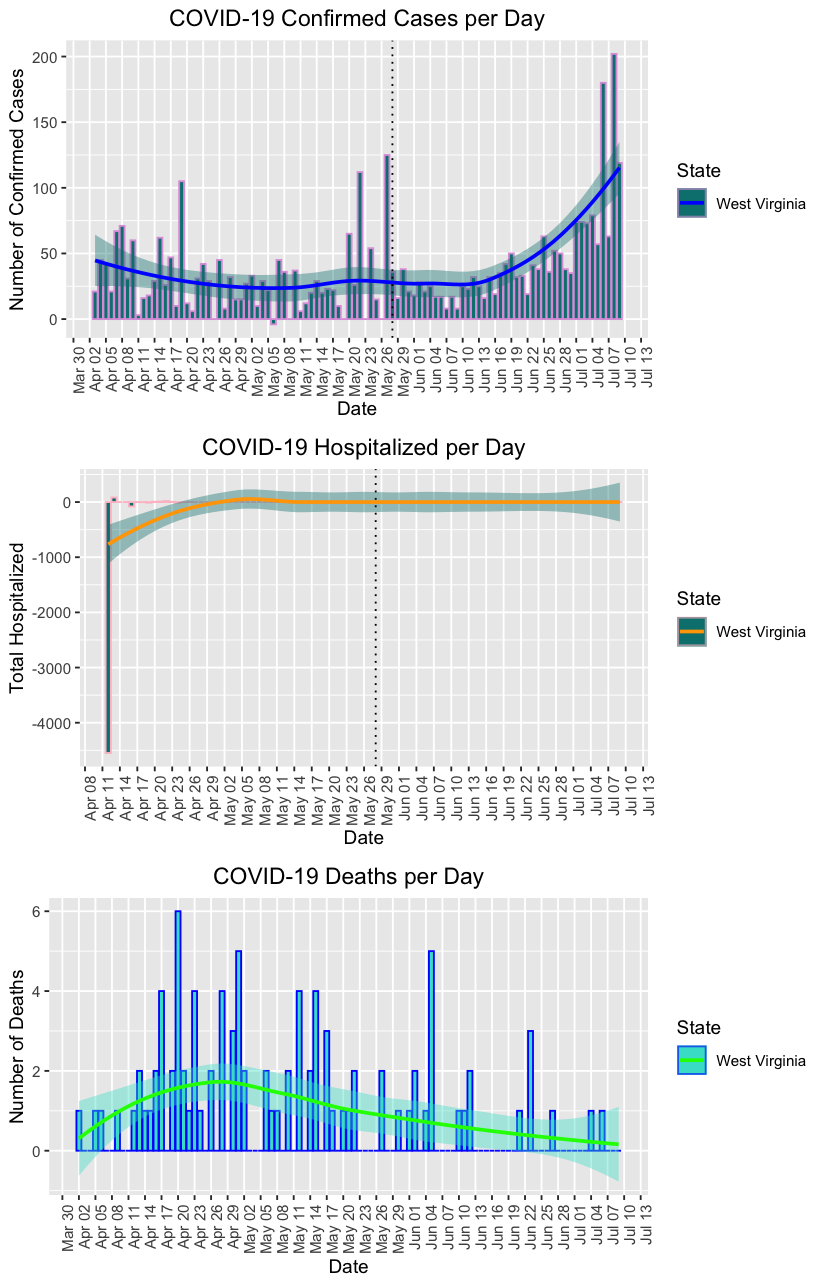 COVID-19 Confirmed Cases per Day
Number of Confirmed Cases
200
150
100
50
0
Mar 30
Apr 02
Apr 05
Apr 08
Apr 11
Apr 14
Apr 17
Apr 20
Apr 23
Apr 26
Apr 29
May 02
May 05
May 08
May 11
May 14
May 17
May 20
May 23
May 26
May 29
Jun 01
Jun 04
Jun 07
Jun 10
Jun 13
Jun 16
Jun 19
Jun 22
Jun 25
Jun 28
Jul 01
Jul 04
Jul 07
Jul 10
Jul 13
Date
State
West Virginia
COVID-19 Hospitalized per Day
Total Hospitalized
0
-1000
-2000
-3000
-4000
Apr 08
Apr 11
Apr 14
Apr 17
Apr 20
Apr 23
Apr 26
Apr 29
May 02
May 05
May 08
May 11
May 14
May 17
May 20
May 23
May 26
May 29
Jun 01
Jun 04
Jun 07
Jun 10
Jun 13
Jun 16
Jun 19
Jun 22
Jun 25
Jun 28
Jul 01
Jul 04
Jul 07
Jul 10
Jul 13
Date
State
West Virginia
COVID-19 Deaths per Day
Number of Deaths
6
4
2
0
Mar 30
Apr 02
Apr 05
Apr 08
Apr 11
Apr 14
Apr 17
Apr 20
Apr 23
Apr 26
Apr 29
May 02
May 05
May 08
May 11
May 14
May 17
May 20
May 23
May 26
May 29
Jun 01
Jun 04
Jun 07
Jun 10
Jun 13
Jun 16
Jun 19
Jun 22
Jun 25
Jun 28
Jul 01
Jul 04
Jul 07
Jul 10
Jul 13
Date
State
West Virginia